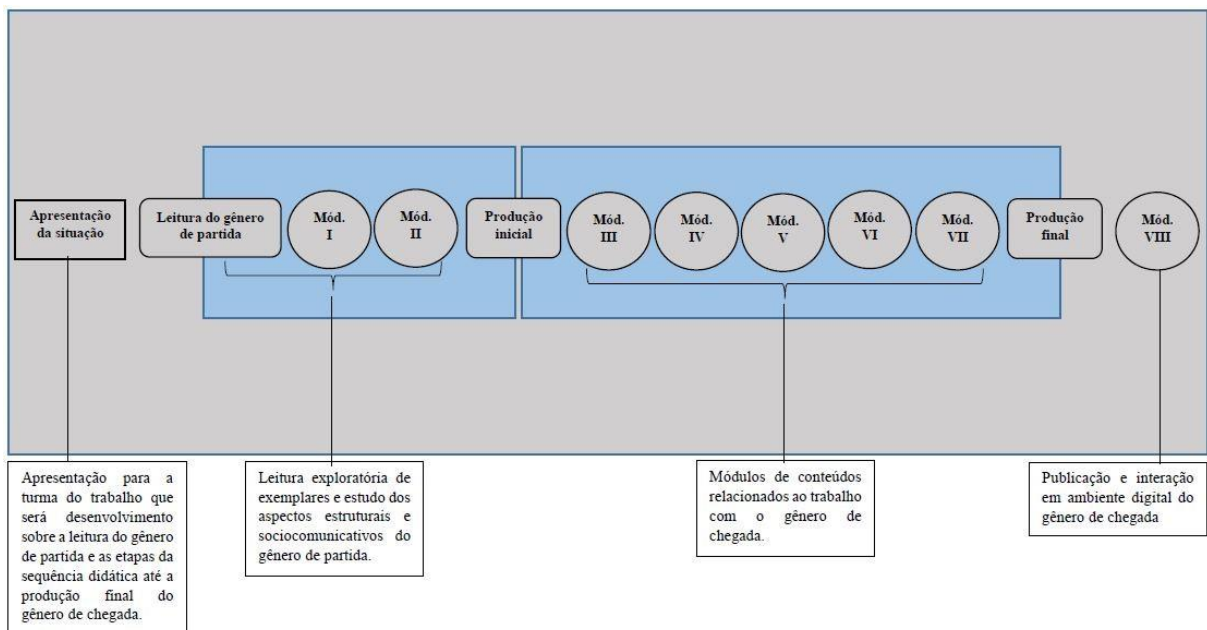 Apresentação
da situação
Leitura do gênero
de partida
Mód.
I
Mód.
II
Produção
inicial
Mód.
III
Mód.
IV
Mód.
V
Mód.
VI
Mód.
VII
Produção
final
Mód.
VIII
Apresentação para a
turma do trabalho que
será desenvolvimento
sobre a leitura do gênero
de partida e as etapas da
sequência didática até a
produção final do
gênero de chegada.
Leitura exploratória de
exemplares e estudo dos
aspectos estruturais e
sociocomunicativos do
gênero de partida.
Módulos de conteúdos
relacionados ao trabalho
com o gênero de
chegada.
Publicação e interação
em ambiente digital do
gênero de chegada